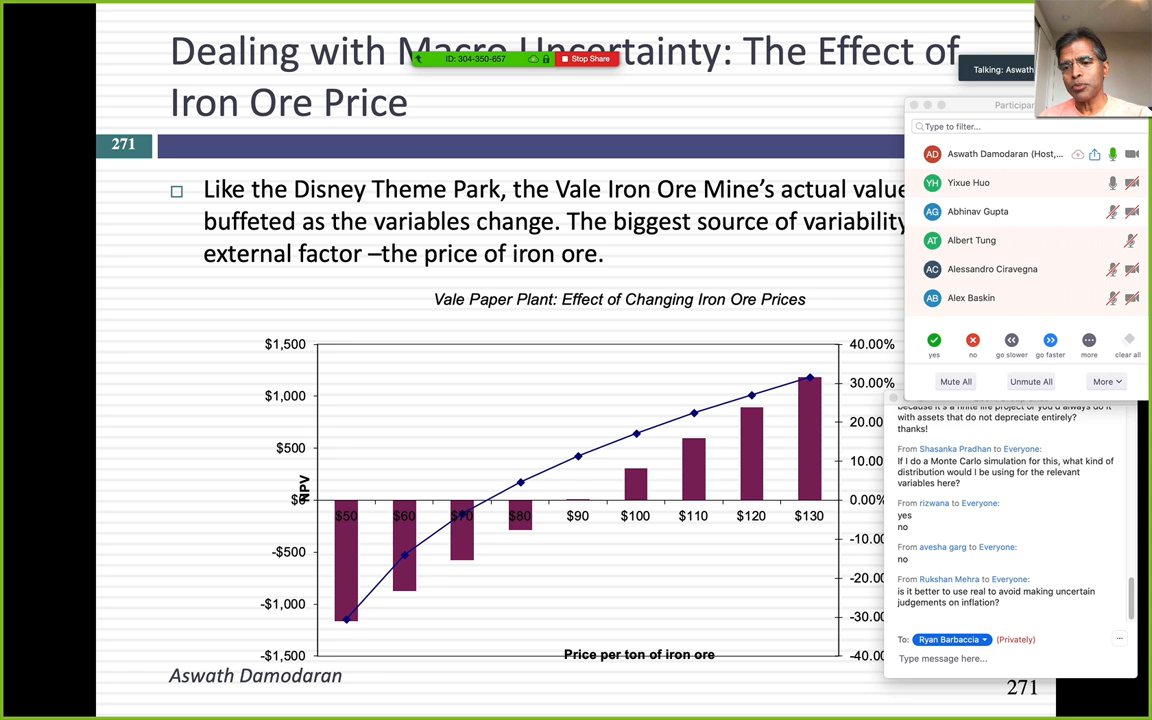 Dealing with Macro Uncertainty: The Effect of
Iron Ore Price
ID: 304-350-657
Stop Share
Talking: Aswath
271
Like the Disney Theme Park, the Vale Iron Ore Mine's actual value
buffeted as the variables change. The biggest source of variability
external factor –the price of iron ore.
Vale Paper Plant: Effect of Changing Iron Ore Prices
$1,500
$1,000
$500
$0
-$500
-$1,000
-$1,500
NPV
$50
$60
$70
$80
$90
$100
$110
$120
$130
40.00%
30.00%
20.00
10.00
0.00%
-10.00
-20.00
-30.00
-40.00
Price per ton of iron ore
Aswath Damodaran
271
Participa
Type to filter...
AD Aswath Damodaran (Host,...
YH Yixue Huo
AG Abhinav Gupta
AT Albert Tung
AC Alessandro Ciravegna
AB Alex Baskin
yes
no
go slower
go faster
more
clear all
Mute All
Unmute All
More
because it's a finite life project or you'd always do it
with assets that do not depreciate entirely?
thanks!
From Shasanka Pradhan to Everyone:
If I do a Monte Carlo simulation for this, what kind of
distribution would I be using for the relevant
variables here?
From rizwana to Everyone:
yes
no
From avesha garg to Everyone:
no
From Rukshan Mehra to Everyone:
is it better to use real to avoid making uncertain
judgements on inflation?
To: Ryan Barbaccia (Privately)
...
Type message here...